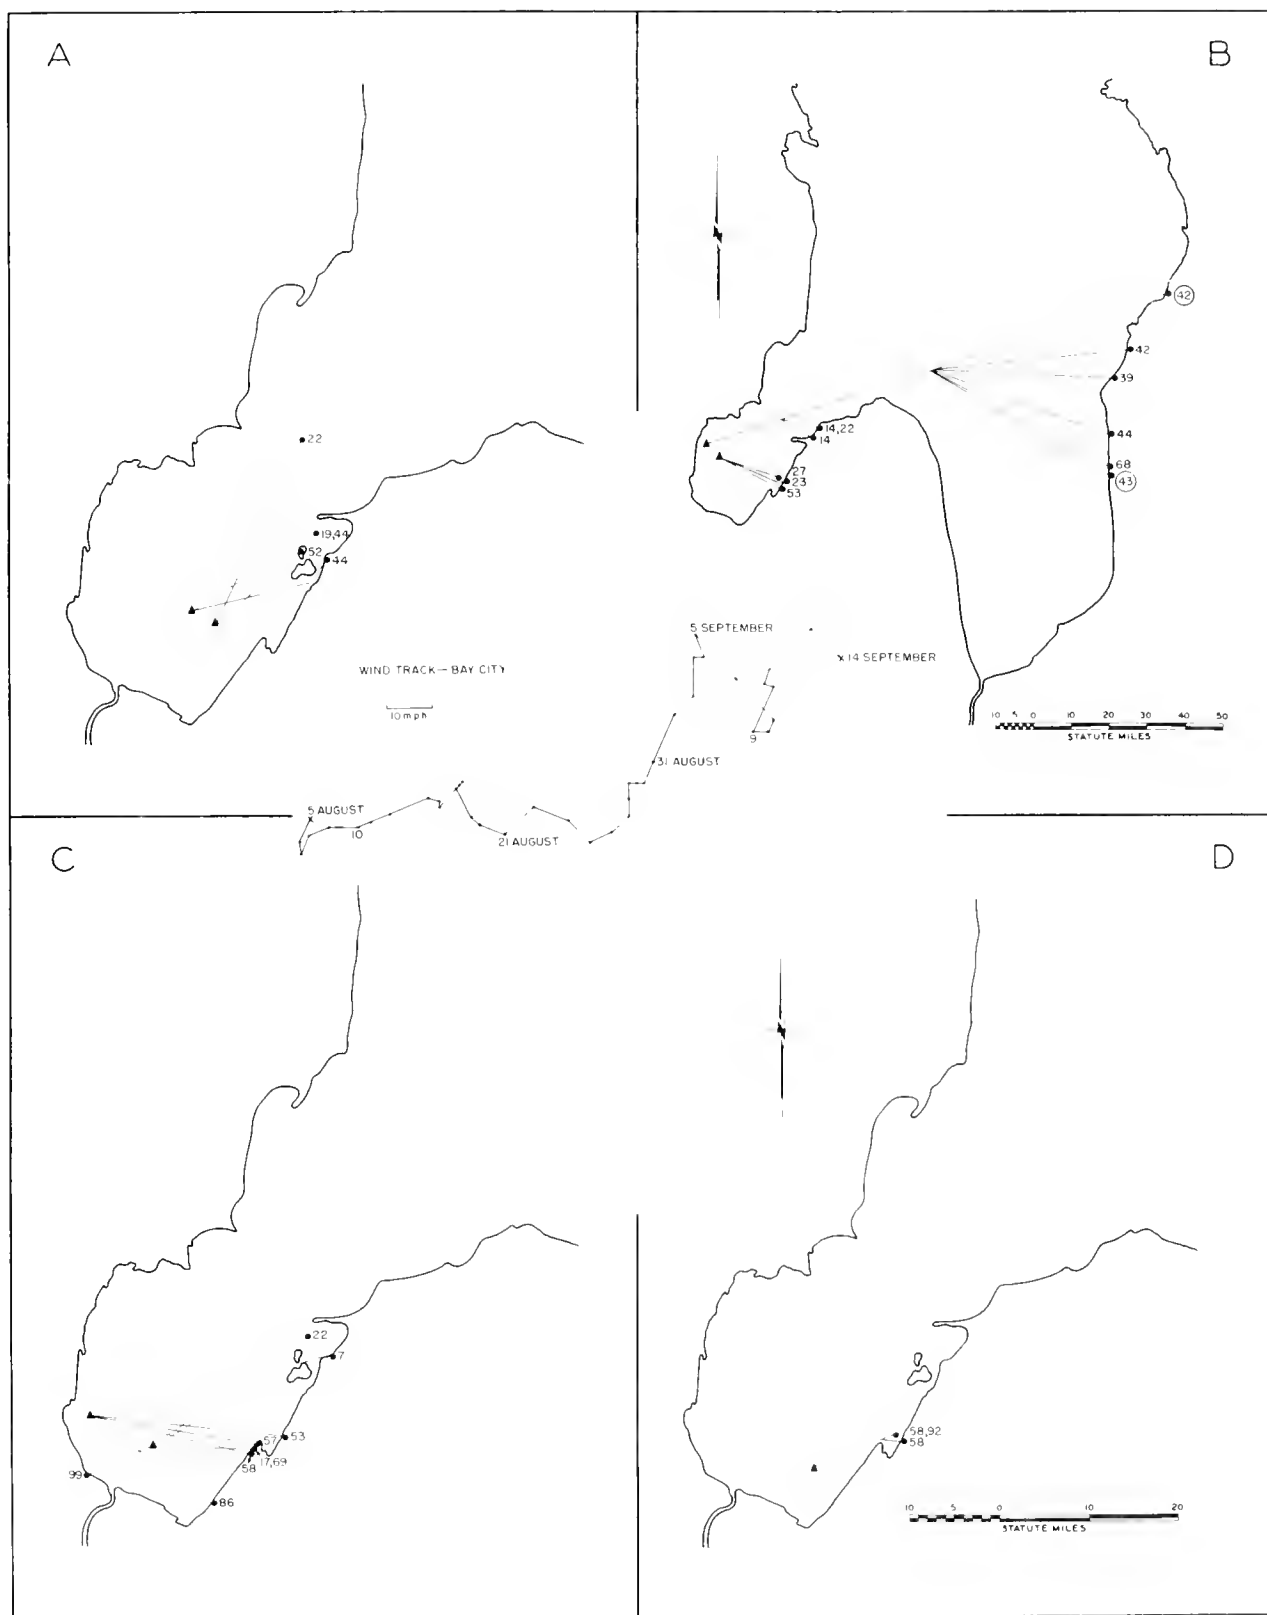 A
B
22
19,44
52
44
42
42
39
44
68
43
14,22
14
27
23
53
10 5 0 10 20 30 40 50
STATUTE MILES
WIND TRACK—BAY CITY
10 mph
5 SEPTEMBER
x 14 SEPTEMBER
9
31 AUGUST
5 AUGUST
10
21 AUGUST
C
D
22
7
53
57
17,69
58
99
86
58,92
58
10 5 0 10 20
STATUTE MILES